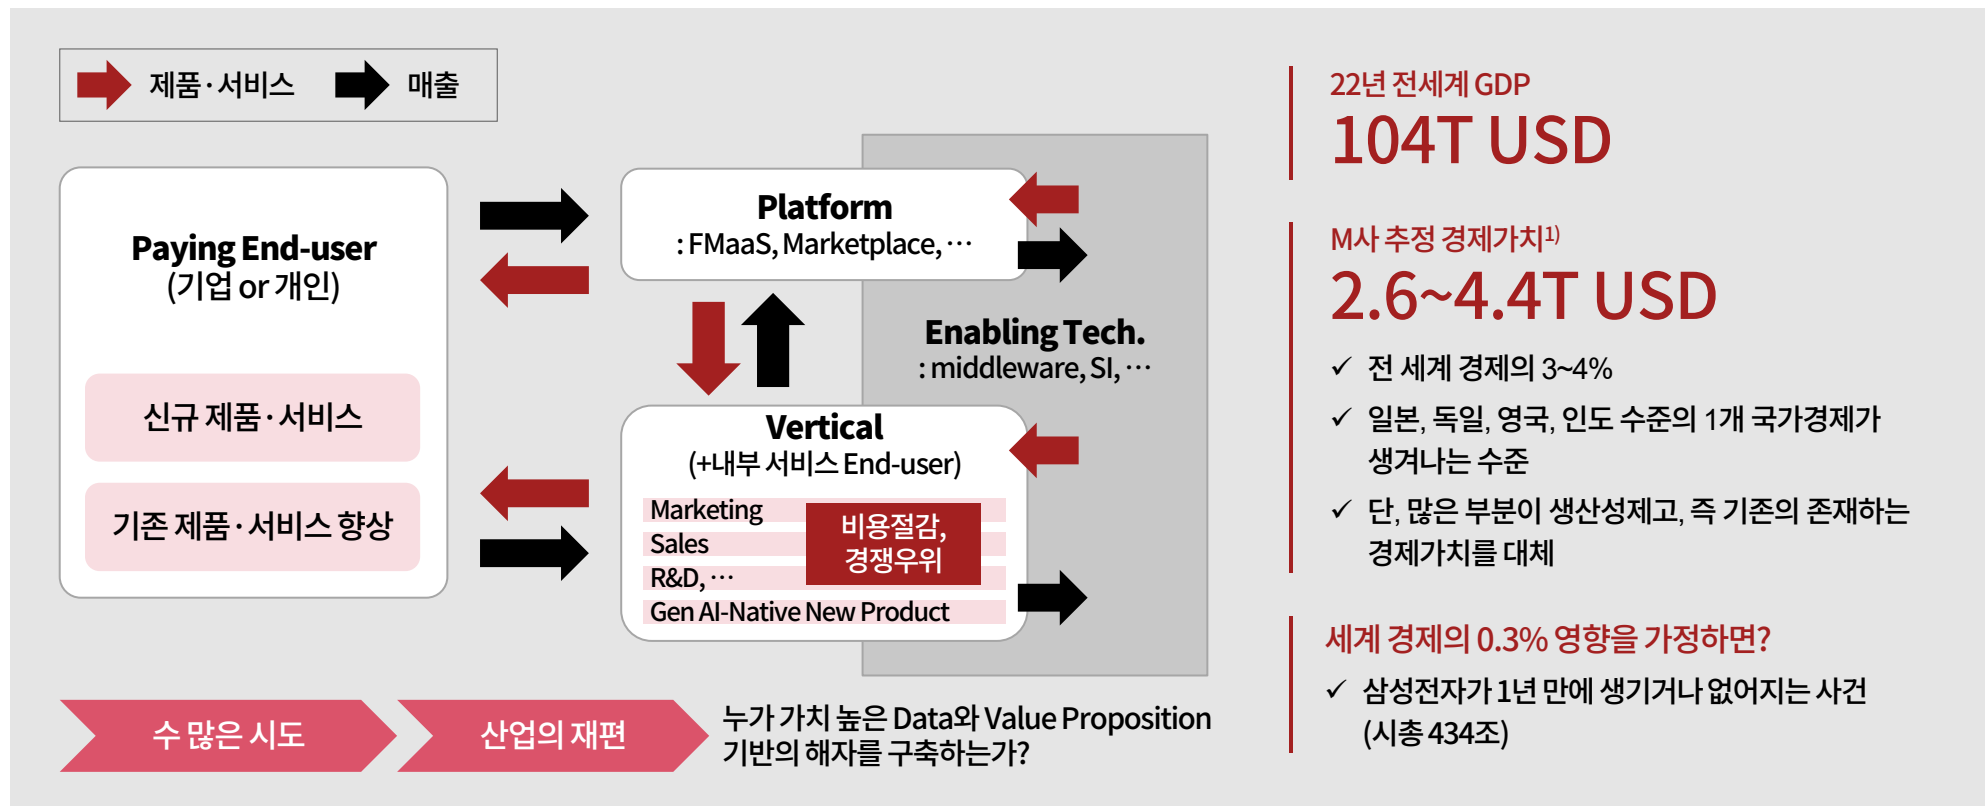 제품·서비스
매출
Paying End-user
(기업 or 개인)
신규 제품·서비스
기존 제품·서비스 향상
Platform
: FMaaS, Marketplace, ⋯
Enabling Tech.
: middleware, SI, ⋯
Vertical
(+내부 서비스 End-user)
Marketing
Sales
R&D, ⋯
Gen AI-Native New Product
비용절감,
경쟁우위
수 많은 시도
산업의 재편
누가 가치 높은 Data와 Value Proposition
기반의 해자를 구축하는가?
22년 전세계 GDP
104T USD
M사 추정 경제가치1)
2.6~4.4T USD
✓ 전 세계 경제의 3~4%
✓ 일본, 독일, 영국, 인도 수준의 1개 국가경제가
생겨나는 수준
✓ 단, 많은 부분이 생산성제고, 즉 기존의 존재하는
경제가치를 대체
세계 경제의 0.3% 영향을 가정하면?
✓ 삼성전자가 1년 만에 생기거나 없어지는 사건
(시총 434조)